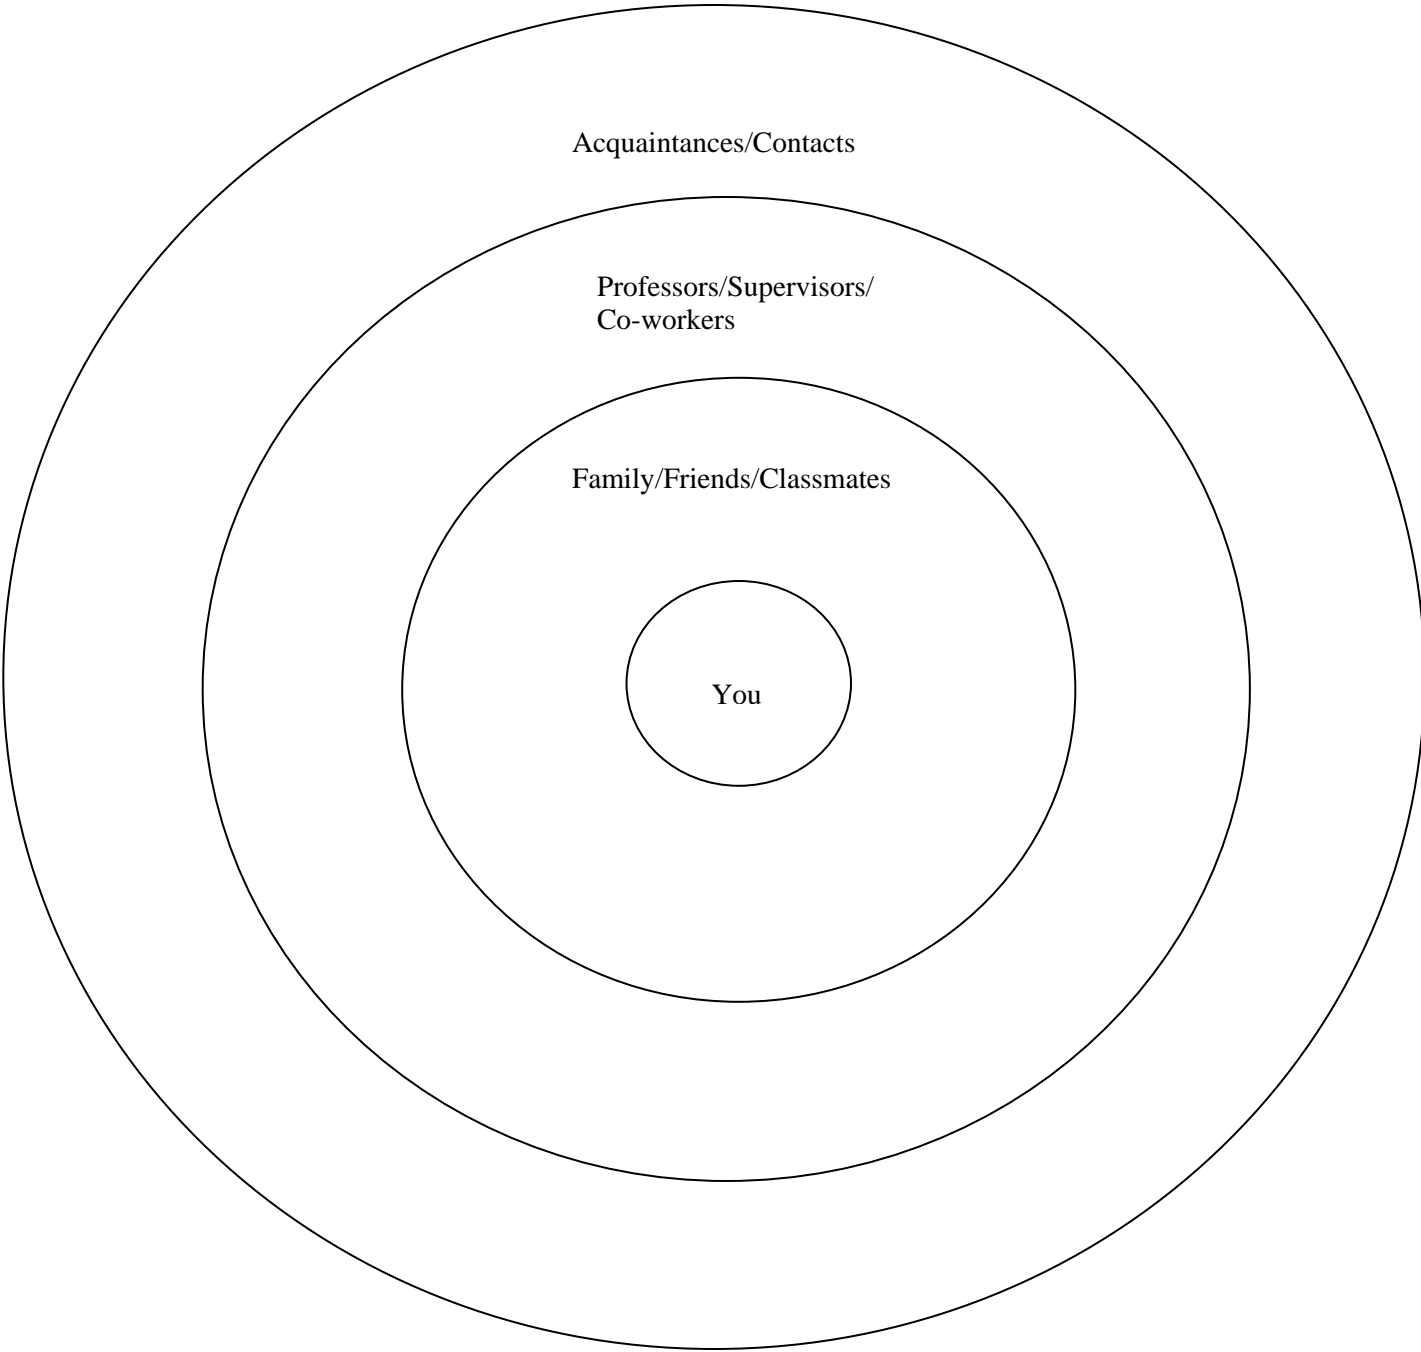 Acquaintances/Contacts
Professors/Supervisors/
Co-workers
Family/Friends/Classmates
You